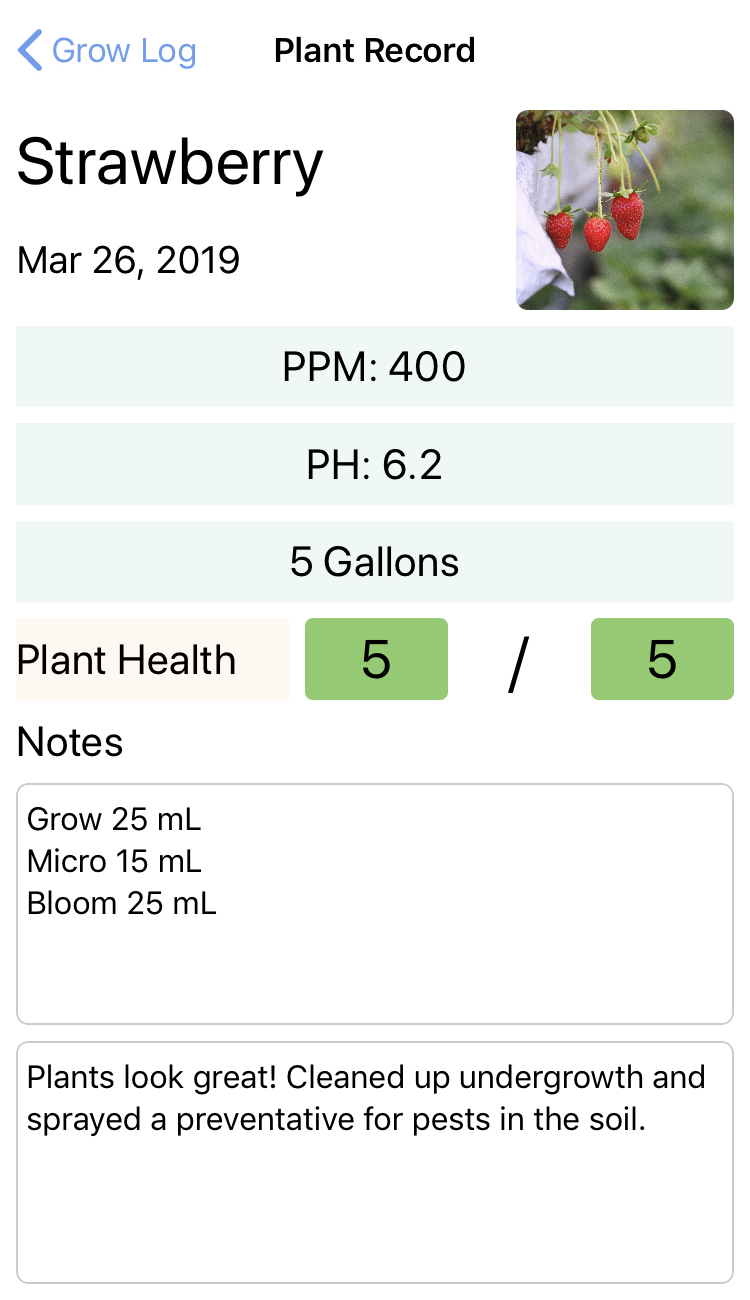 Grow Log
Plant Record
Strawberry
Mar 26, 2019
PPM: 400
PH: 6.2
5 Gallons
Plant Health 5 / 5
Notes
Grow 25 mL
Micro 15 mL
Bloom 25 mL
Plants look great! Cleaned up undergrowth and
sprayed a preventative for pests in the soil.